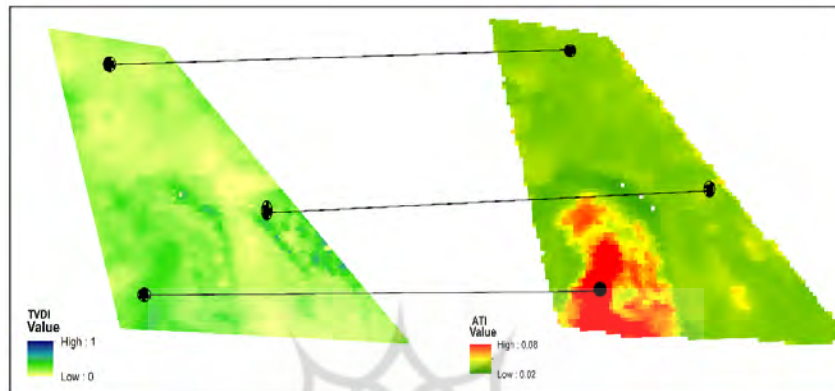 TVDI
Value
High : 1
Low : 0
ATI
Value
High : 0.08
Low : 0.02